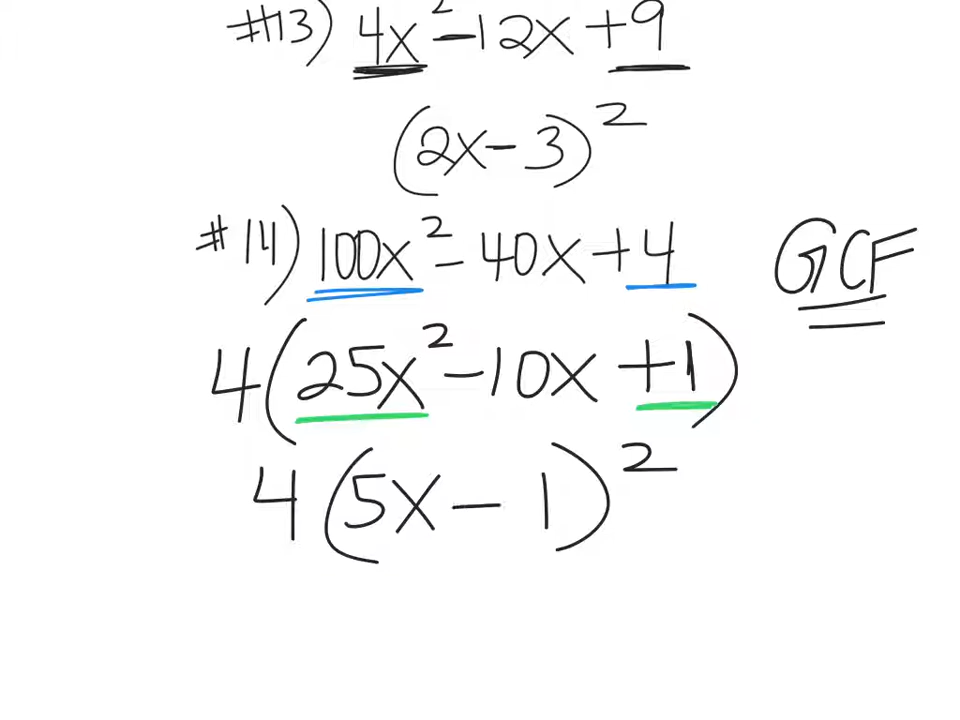 #13) 4x²-12x+9
(2x-3)²
#14) 100x²-40x+4
GCF
4(25x²-10x+1)
4(5x-1)²